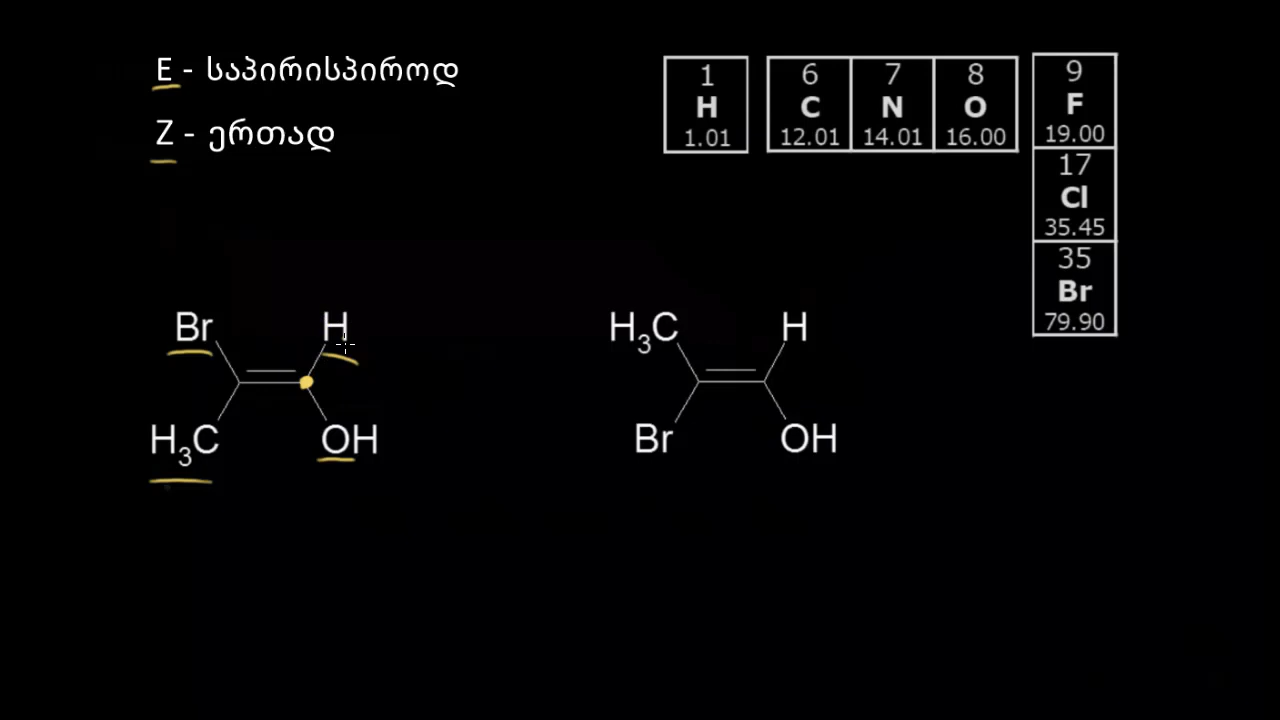 E - საპირისპიროდ
Z - ერთად
1 6 7 8 9
H C N O F
1.01 12.01 14.01 16.00 19.00
17
Cl
35.45
35
Br
79.90
Br H
H3C OH
H3C H
Br OH